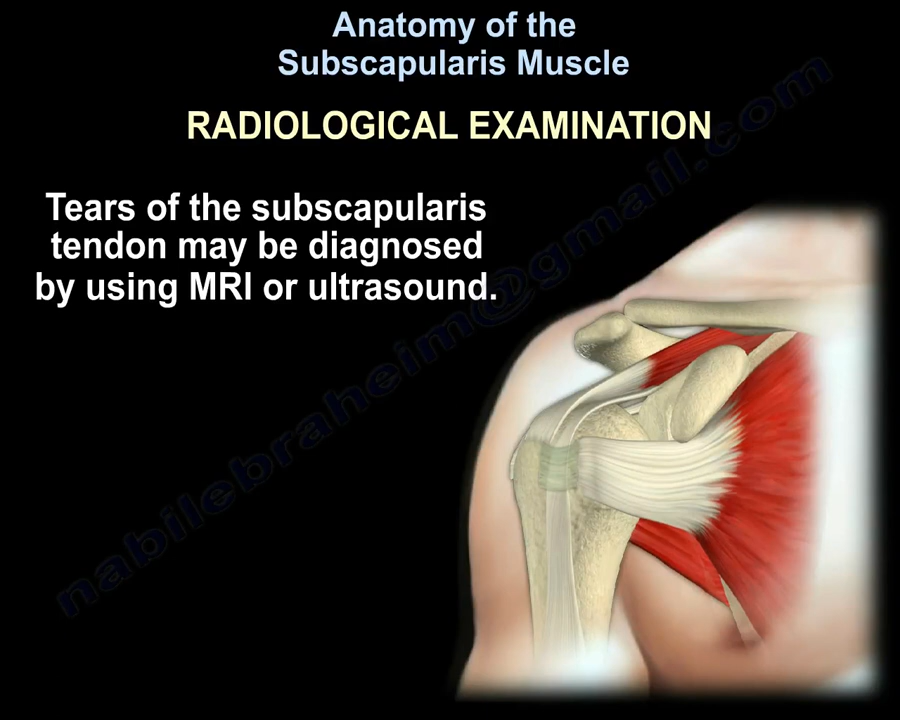 Anatomy of the
Subscapularis Muscle
RADIOLOGICAL EXAMINATION
Tears of the subscapularis
tendon may be diagnosed
by using MRI or ultrasound.
nabilebraheim@gmail.com